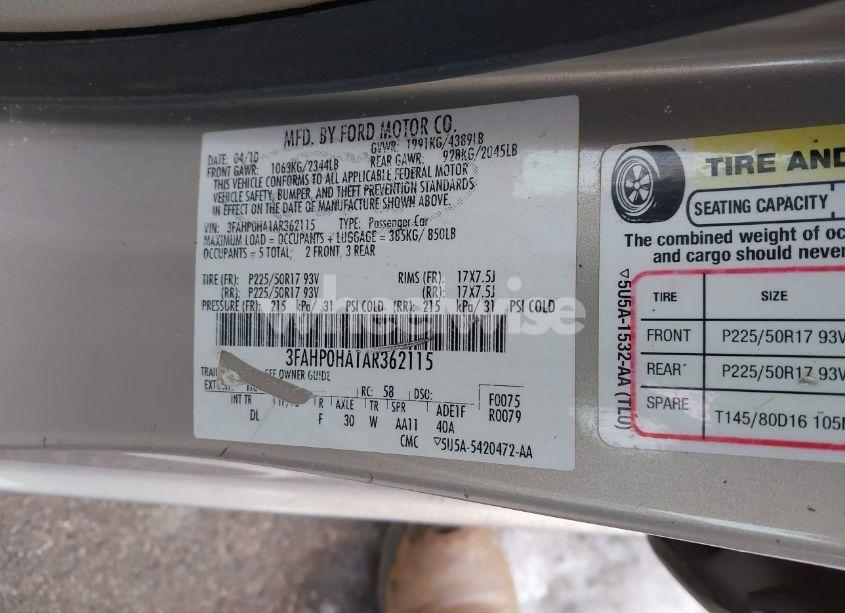 MFD. BY FORD MOTOR CO.
DATE: 04/10 GVWR: 1991KG/4389LB
FRONT GAWR: 1063KG/2344LB REAR GAWR: 928KG/2045LB
THIS VEHICLE CONFORMS TO ALL APPLICABLE FEDERAL MOTOR
VEHICLE SAFETY, BUMPER, AND THEFT PREVENTION STANDARDS
IN EFFECT ON THE DATE OF MANUFACTURE SHOWN ABOVE.
VIN: 3FAHP0HA1AR362115 TYPE: Passenger Car
MAXIMUM LOAD = OCCUPANTS + LUGGAGE = 385KG/ 850LB
OCCUPANTS = 5 TOTAL; 2 FRONT, 3 REAR
TIRE (FR): P225/50R17 93V RIMS (FR): 17X7.5J
(RR): P225/50R17 93V (RR): 17X7.5J
PRESSURE (FR): 215 kPa/ 31 PSI COLD (RR): 215 kPa/ 31 PSI COLD
wheelwise
3FAHP0HA1AR362115
OWNER GUIDE
RC: 58 DSO:
F0075
INT TR R AXLE TR SPR ADE1F R0079
DL F 30 W AA11 40A
CMC ▽5U5A-5420472-AA
TIRE AND
SEATING CAPACITY
The combined weight of oc
and cargo should never
TIRE SIZE
FRONT P225/50R17 93V
REAR P225/50R17 93V
SPARE T145/80D16 105M
▽5U5A-1532-AA (TL0)